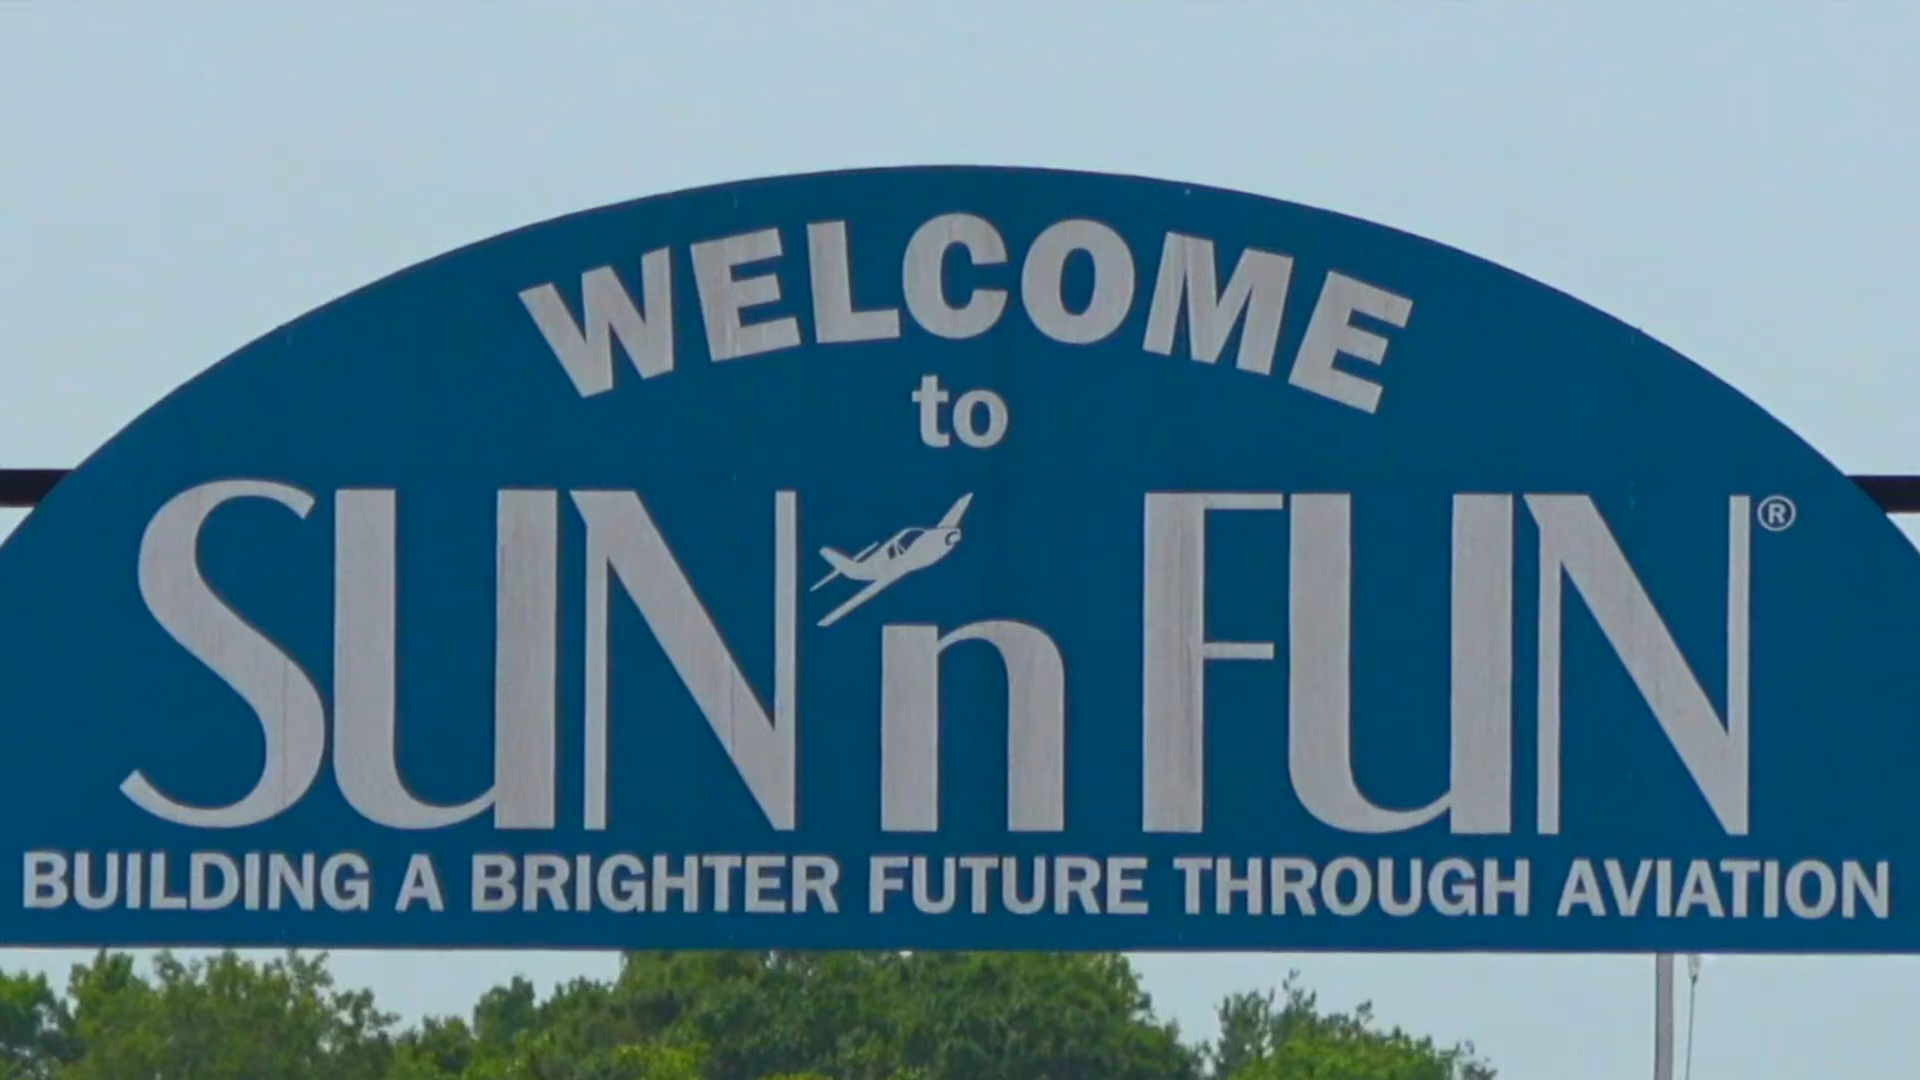 WELCOME
to
SUN 'n FUN®
BUILDING A BRIGHTER FUTURE THROUGH AVIATION